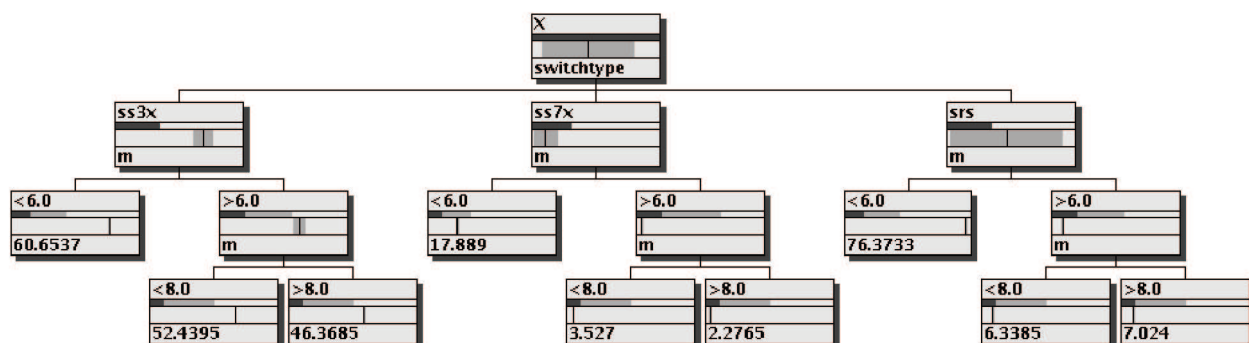 X
switchtype
ss3x
ss7x
srs
m
m
m
<6.0
>6.0
<6.0
>6.0
<6.0
>6.0
60.6537
m
17.889
m
76.3733
m
<8.0
>8.0
<8.0
>8.0
<8.0
>8.0
52.4395
46.3685
3.527
2.2765
6.3385
7.024